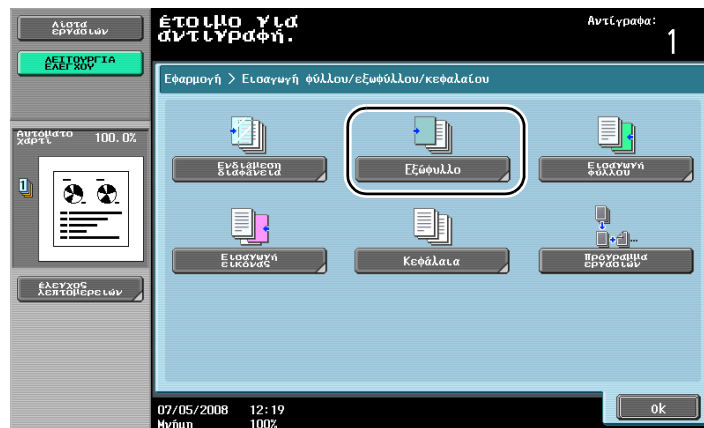 Λίστα
εργασιών
έτοιμο για
αντιγραφή.
Αντίγραφα:
1
ΛΕΙΤΟΥΡΓΙΑ
ΕΛΕΓΧΟΥ
Εφαρμογή > Εισαγωγή φύλλου/εξωφύλλου/κεφαλαίου
Αυτόματο
χαρτί
100.0%
1
Ενδιάμεση
διαφάνεια
Εξώφυλλο
Εισαγωγή
φύλλου
Εισαγωγή
εικόνας
Κεφάλαια
Πρόγραμμα
εργασιών
έλεγχος
λεπτομερειών
07/05/2008 12:19
Μνήμη 100%
ok